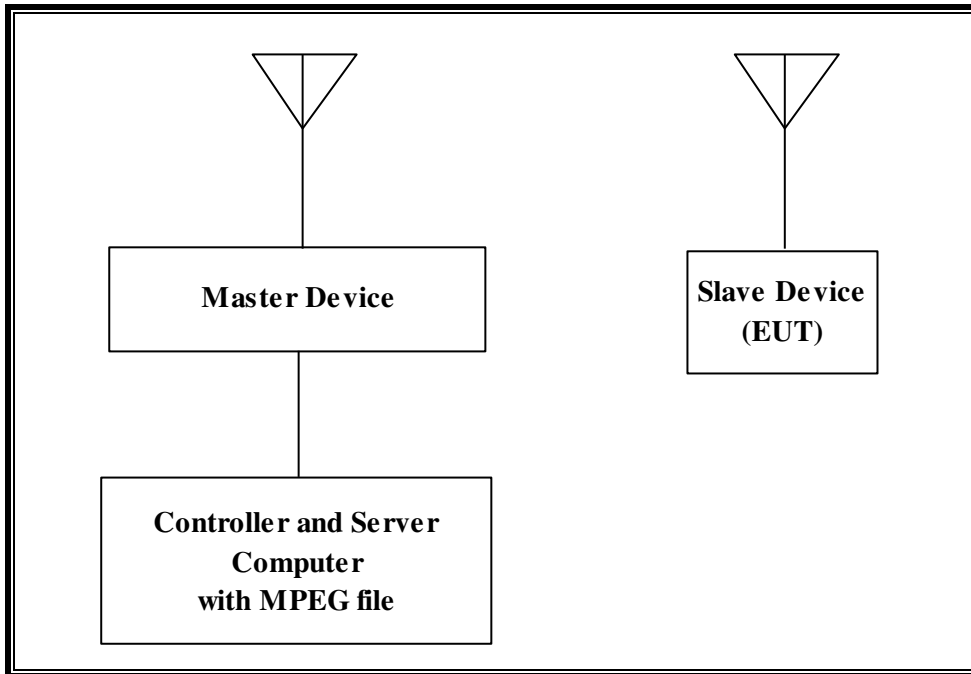 Master Device
Slave Device
(EUT)
Controller and Server
Computer
with MPEG file